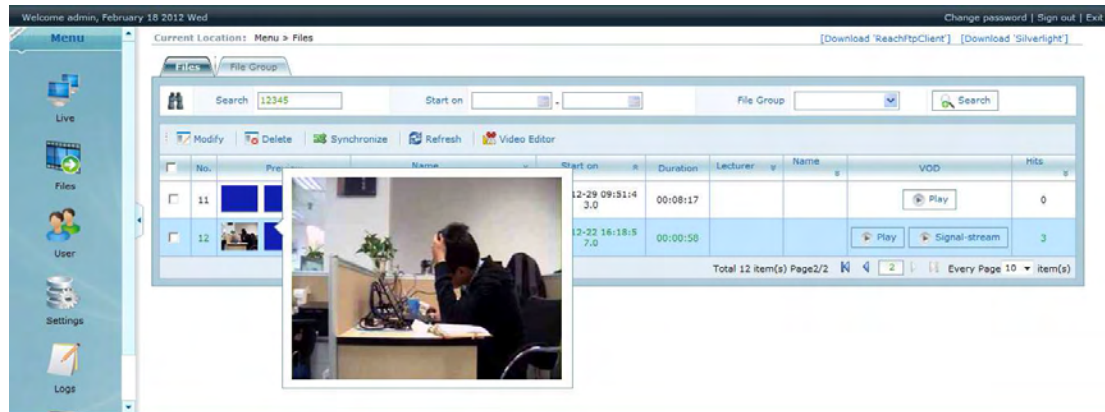 Welcome admin, February 18 2012 Wed
Change password | Sign out | Exit
Menu
Current Location: Menu > Files
[Download 'ReachFtpClient'] [Download 'Silverlight']
Files
File Group
Search 12345
Start on
-
File Group
Search
Modify
Delete
Synchronize
Refresh
Video Editor
No.
Name
Start on
Duration
Lecturer
Name
VOD
Hits
11
12-29 09:51:4
3.0
00:08:17
Play
0
12
12-22 16:18:5
7.0
00:00:58
Play
Signal-stream
3
Total 12 item(s) Page2/2
2
Every Page 10 item(s)
Live
Files
User
Settings
Logs